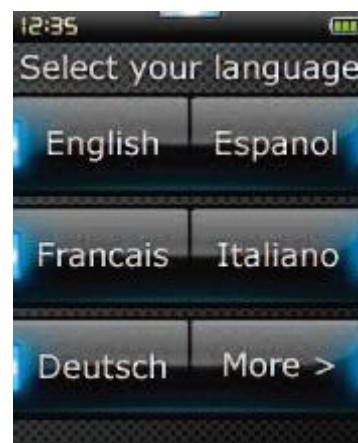 12:35
Select your language
English Espanol
Francais Italiano
Deutsch More >